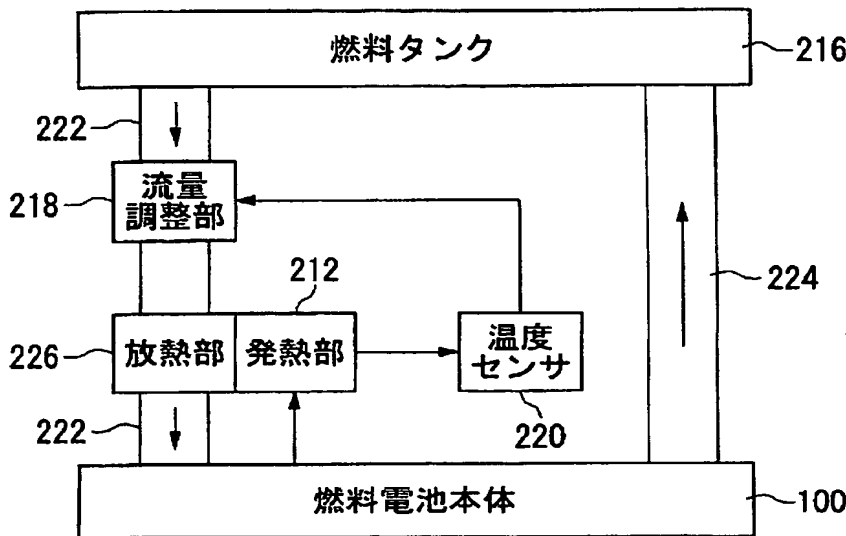 燃料タンク
216
222
流量
調整部
218
212
224
放熱部
発熱部
226
温度
センサ
220
222
燃料電池本体
100